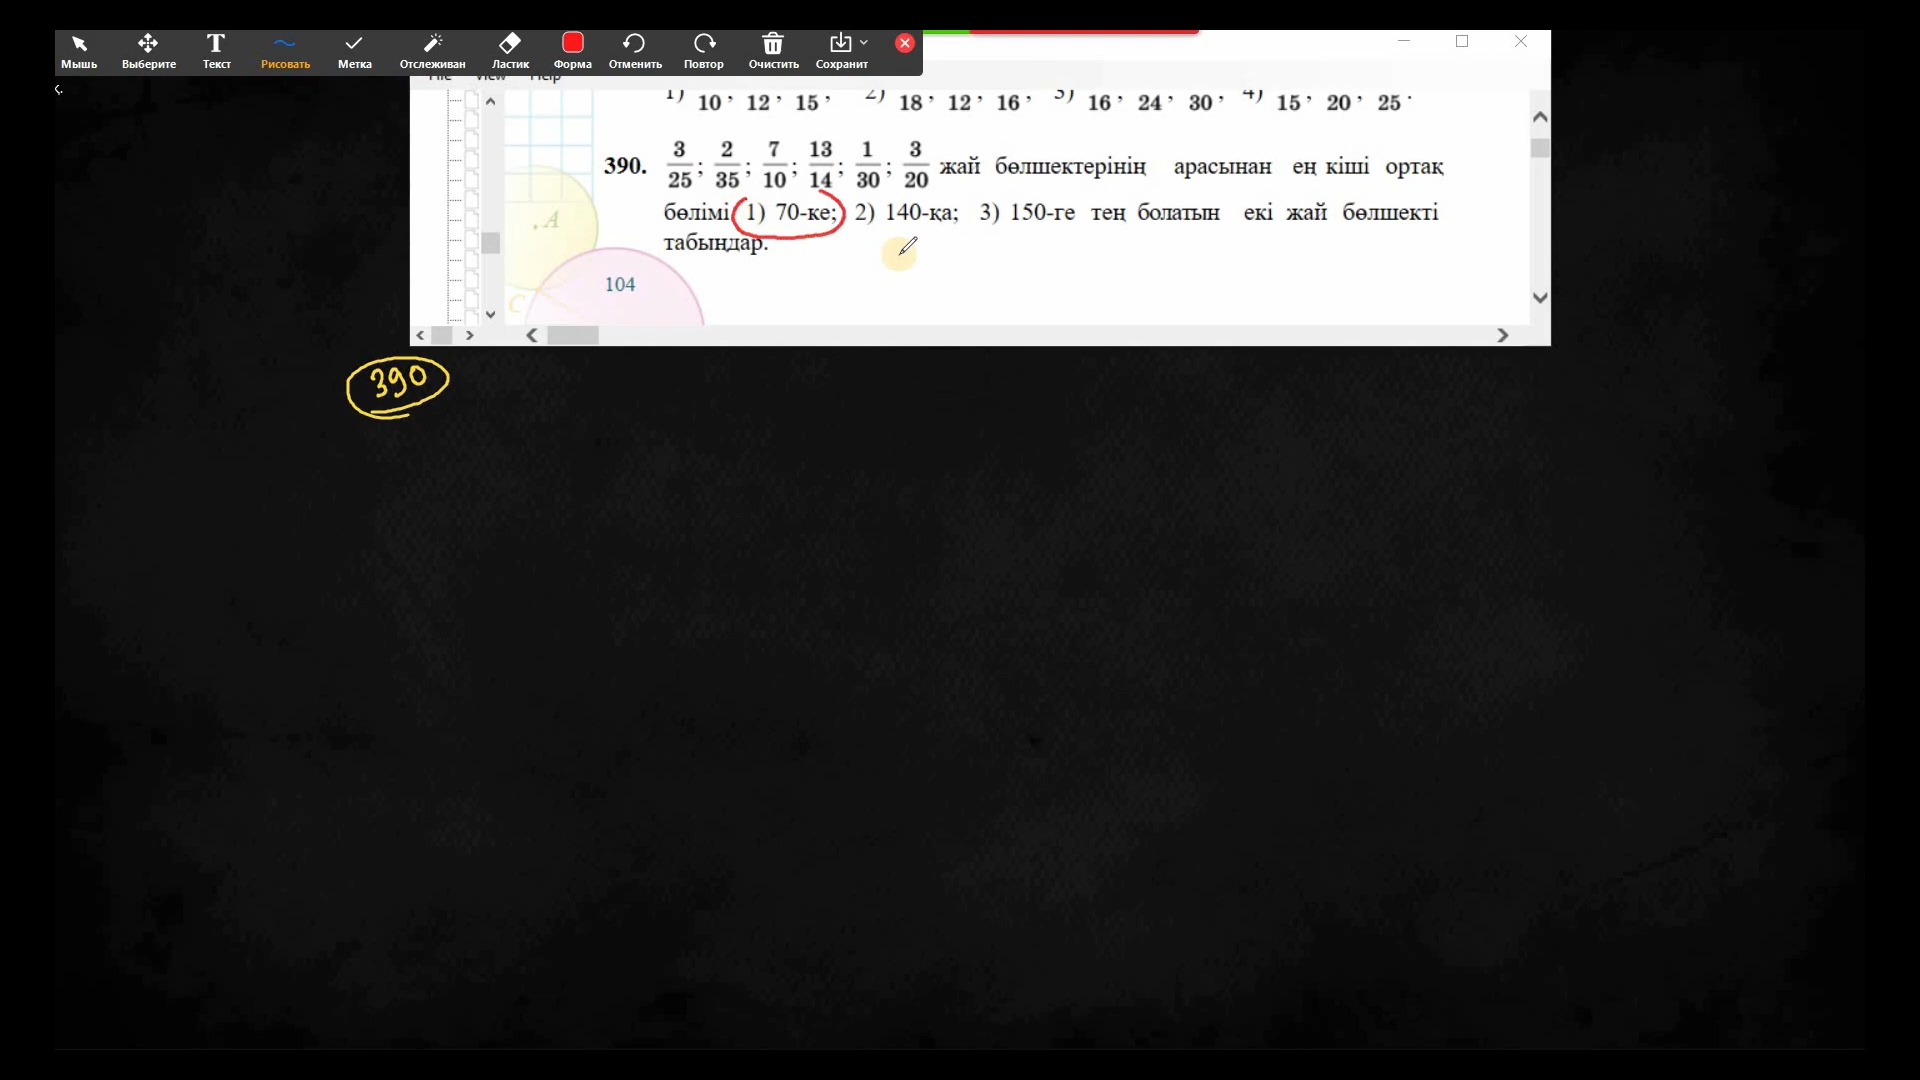 Мышь Выберите Текст Рисовать Метка Отслеживан Ластик Форма Отменить Повтор Очистить Сохранит
File View Help
1) 10, 12, 15; 2) 18, 12, 16; 3) 16, 24, 30; 4) 15, 20, 25.
390. 3/25; 2/35; 7/10; 13/14; 1/30; 3/20 жай бөлшектерінің арасынан ең кіші ортақ
бөлімі 1) 70-ке; 2) 140-қа; 3) 150-ге тең болатын екі жай бөлшекті
табыңдар.
A
C
104
390